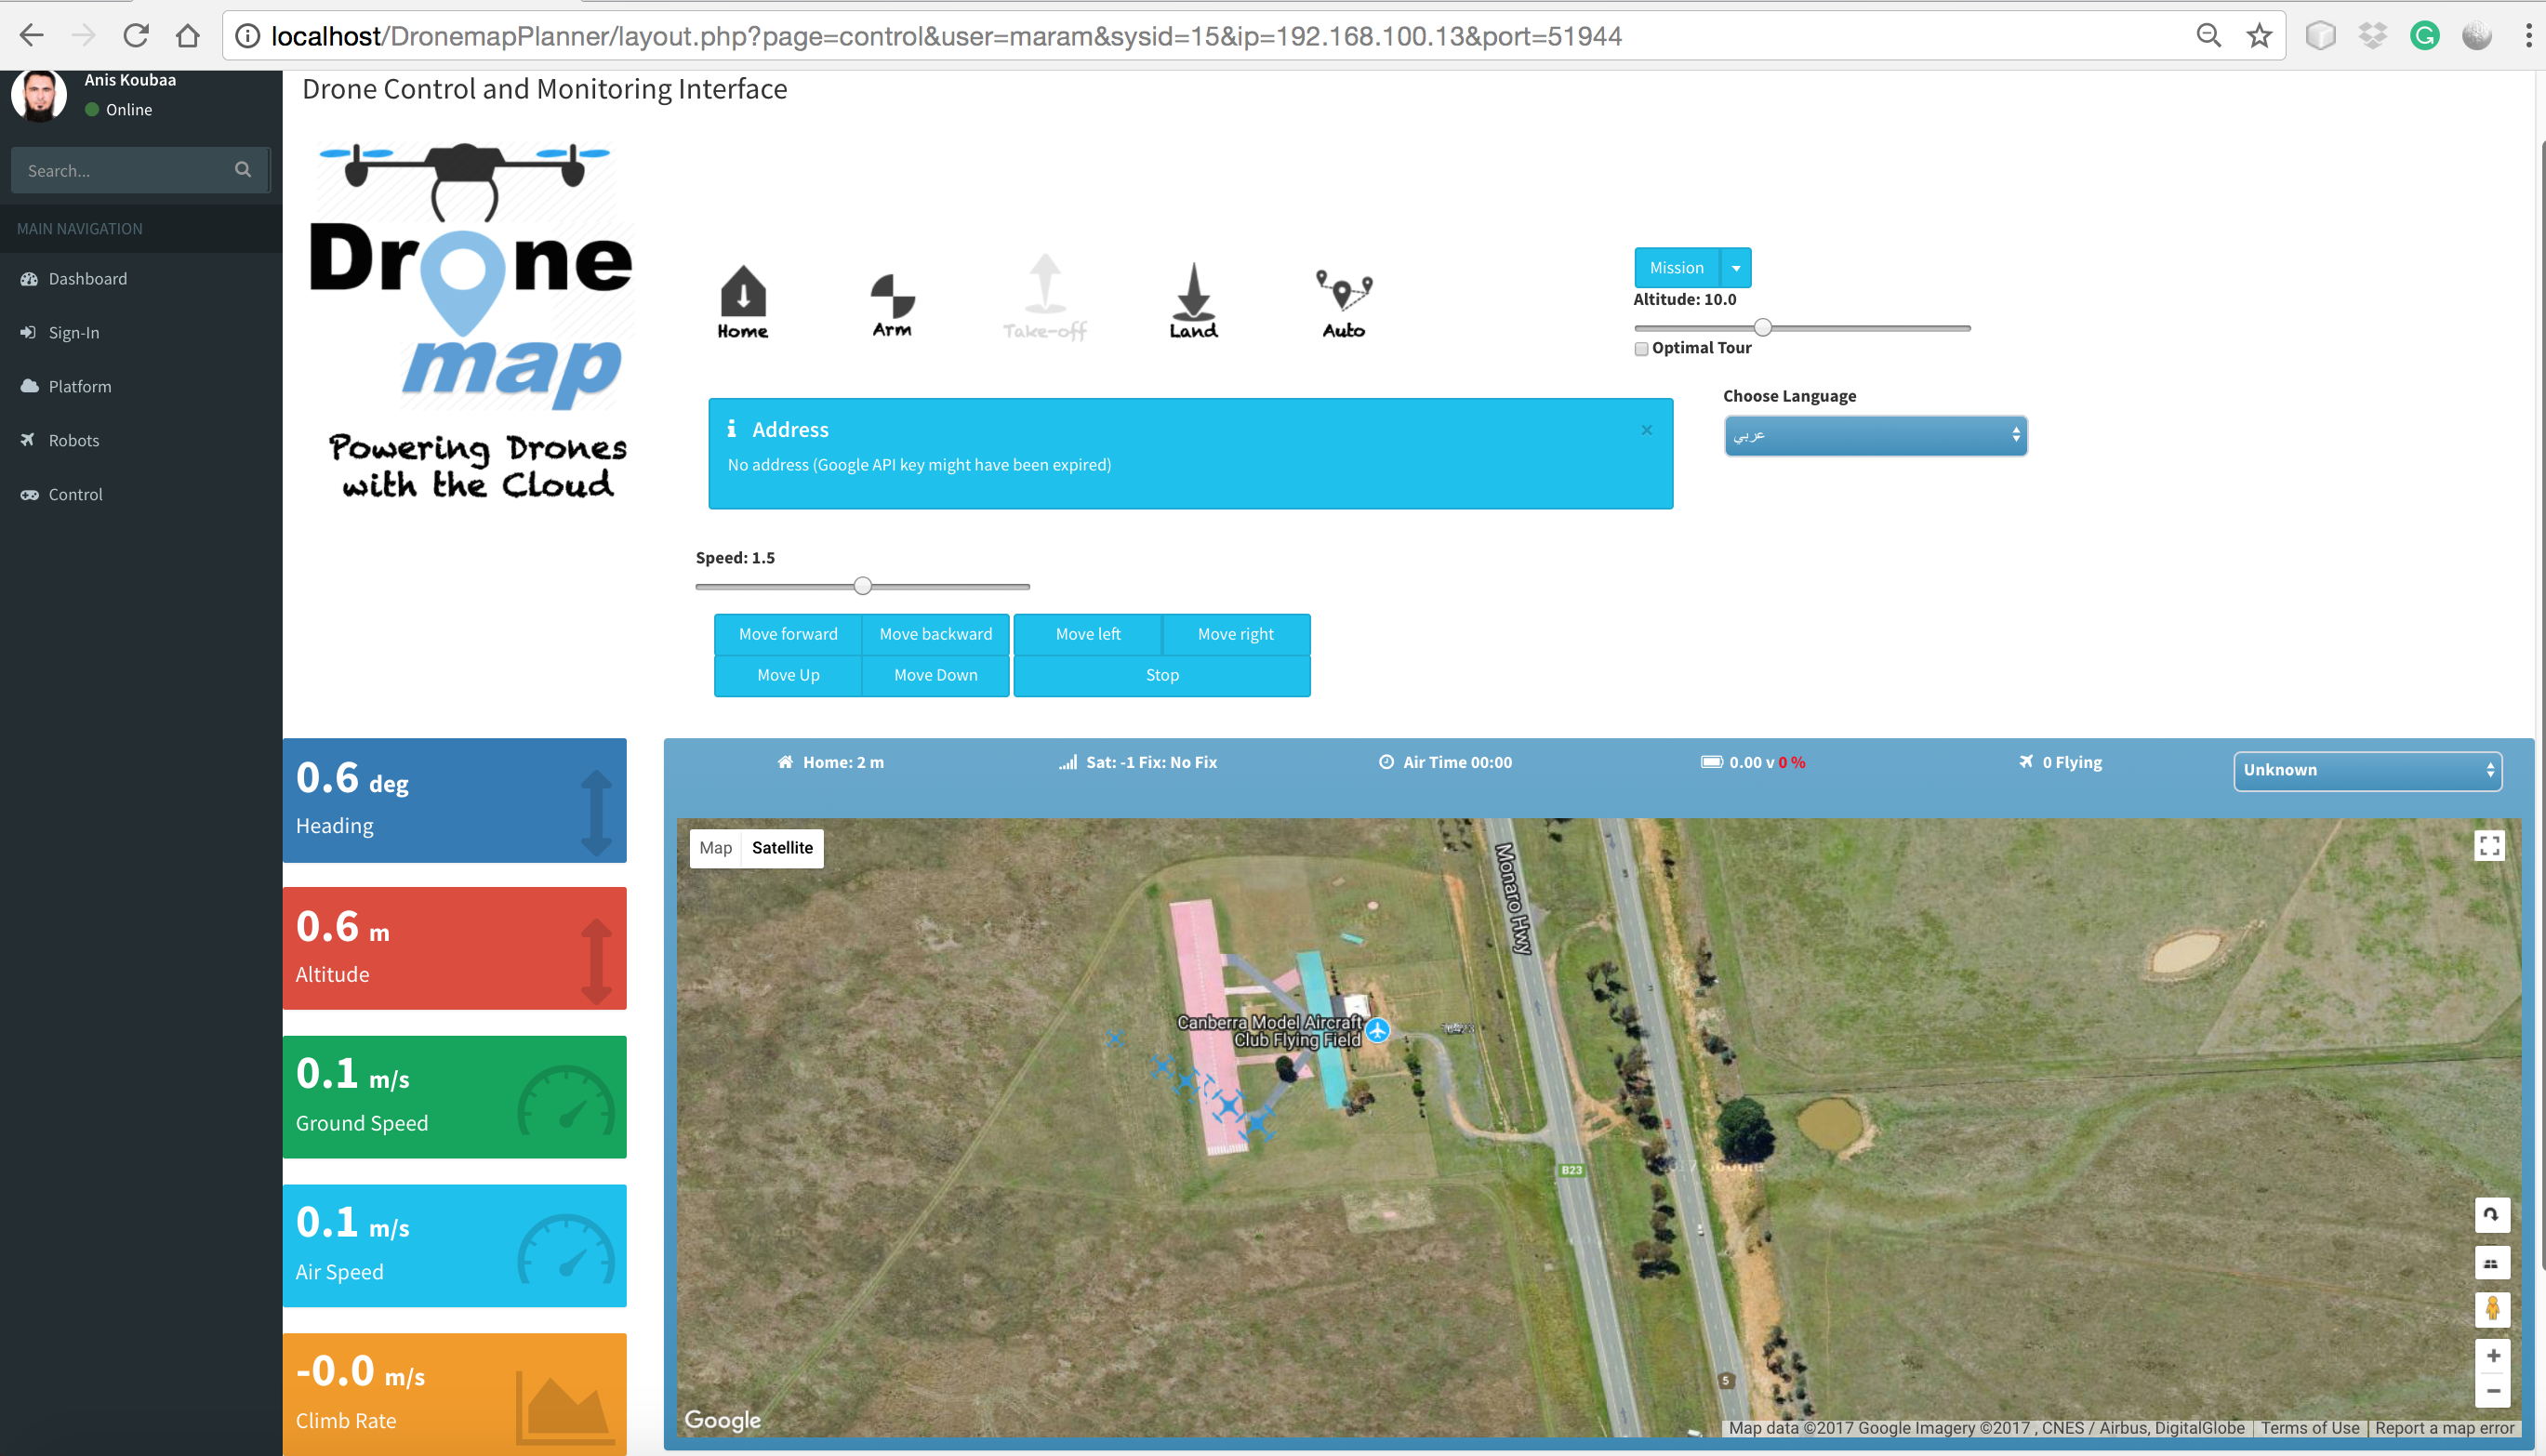 localhost/DronemapPlanner/layout.php?page=control&user=maram&sysid=15&ip=192.168.100.13&port=51944
Anis Koubaa
Online
Search...
MAIN NAVIGATION
Dashboard
Sign-In
Platform
Robots
Control
Drone Control and Monitoring Interface
Drone
map
Powering Drones
with the Cloud
Home
Arm
Take-off
Land
Auto
Mission
Altitude: 10.0
Optimal Tour
Address
No address (Google API key might have been expired)
Choose Language
عربي
Speed: 1.5
Move forward
Move backward
Move left
Move right
Move Up
Move Down
Stop
0.6 deg
Heading
0.6 m
Altitude
0.1 m/s
Ground Speed
0.1 m/s
Air Speed
-0.0 m/s
Climb Rate
Home: 2 m
Sat: -1 Fix: No Fix
Air Time 00:00
0.00 v 0 %
0 Flying
Unknown
Map
Satellite
Monaro Hwy
Canberra Model Aircraft
Club Flying Field
B23
5
Google
Map data ©2017 Google Imagery ©2017 , CNES / Airbus, DigitalGlobe
Terms of Use
Report a map error